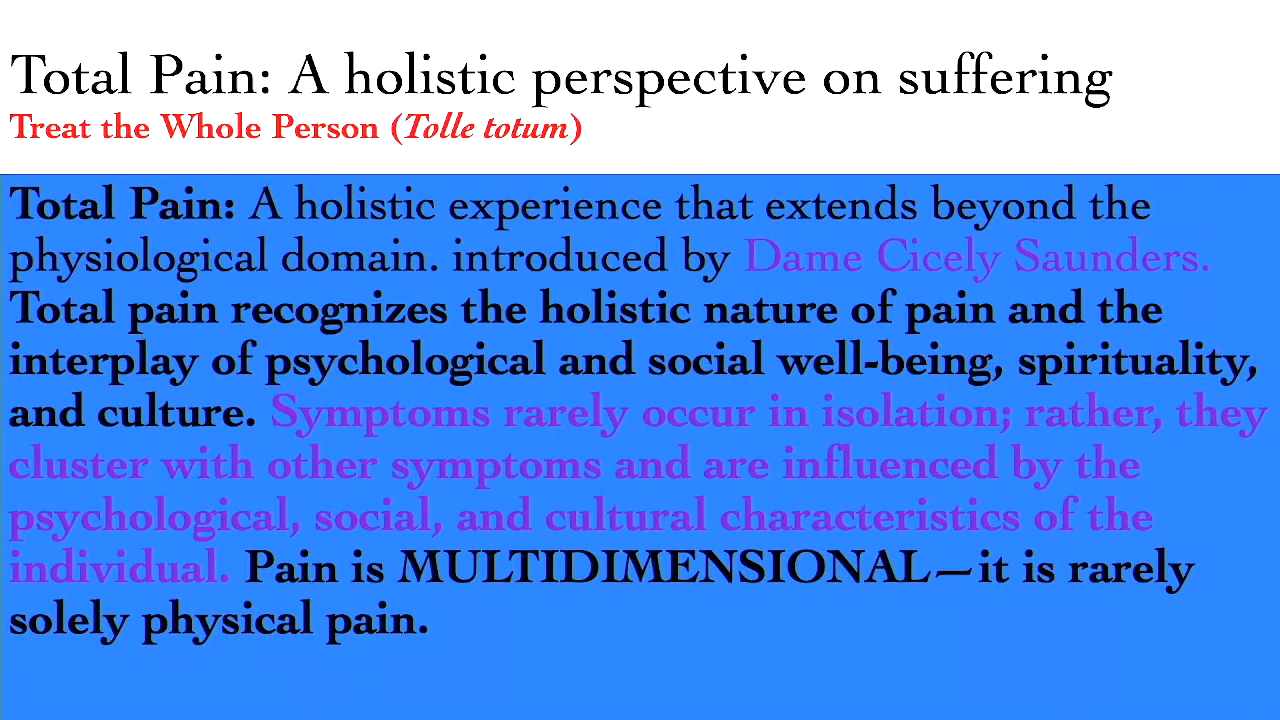 Total Pain: A holistic perspective on suffering
Treat the Whole Person (Tolle totum)
Total Pain: A holistic experience that extends beyond the
physiological domain. introduced by Dame Cicely Saunders.
Total pain recognizes the holistic nature of pain and the
interplay of psychological and social well-being, spirituality,
and culture. Symptoms rarely occur in isolation; rather, they
cluster with other symptoms and are influenced by the
psychological, social, and cultural characteristics of the
individual. Pain is MULTIDIMENSIONAL—it is rarely
solely physical pain.